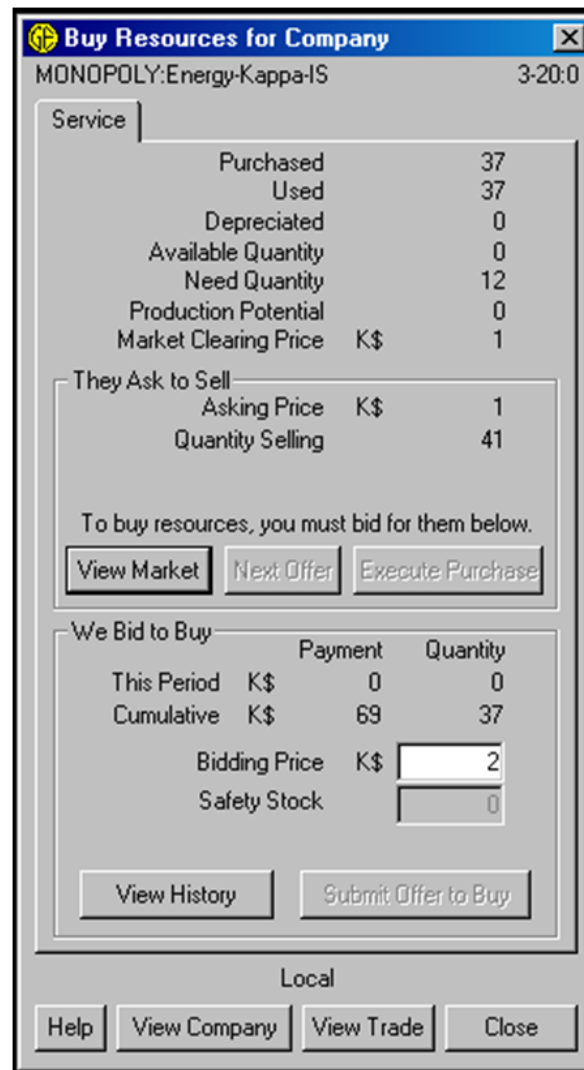 GE Buy Resources for Company
MONOPOLY:Energy-Kappa-IS 3-20:0
Service
Purchased 37
Used 37
Depreciated 0
Available Quantity 0
Need Quantity 12
Production Potential 0
Market Clearing Price K$ 1
They Ask to Sell
Asking Price K$ 1
Quantity Selling 41
To buy resources, you must bid for them below.
View Market Next Offer Execute Purchase
We Bid to Buy
Payment Quantity
This Period K$ 0 0
Cumulative K$ 69 37
Bidding Price K$ 2
Safety Stock 0
View History Submit Offer to Buy
Local
Help View Company View Trade Close